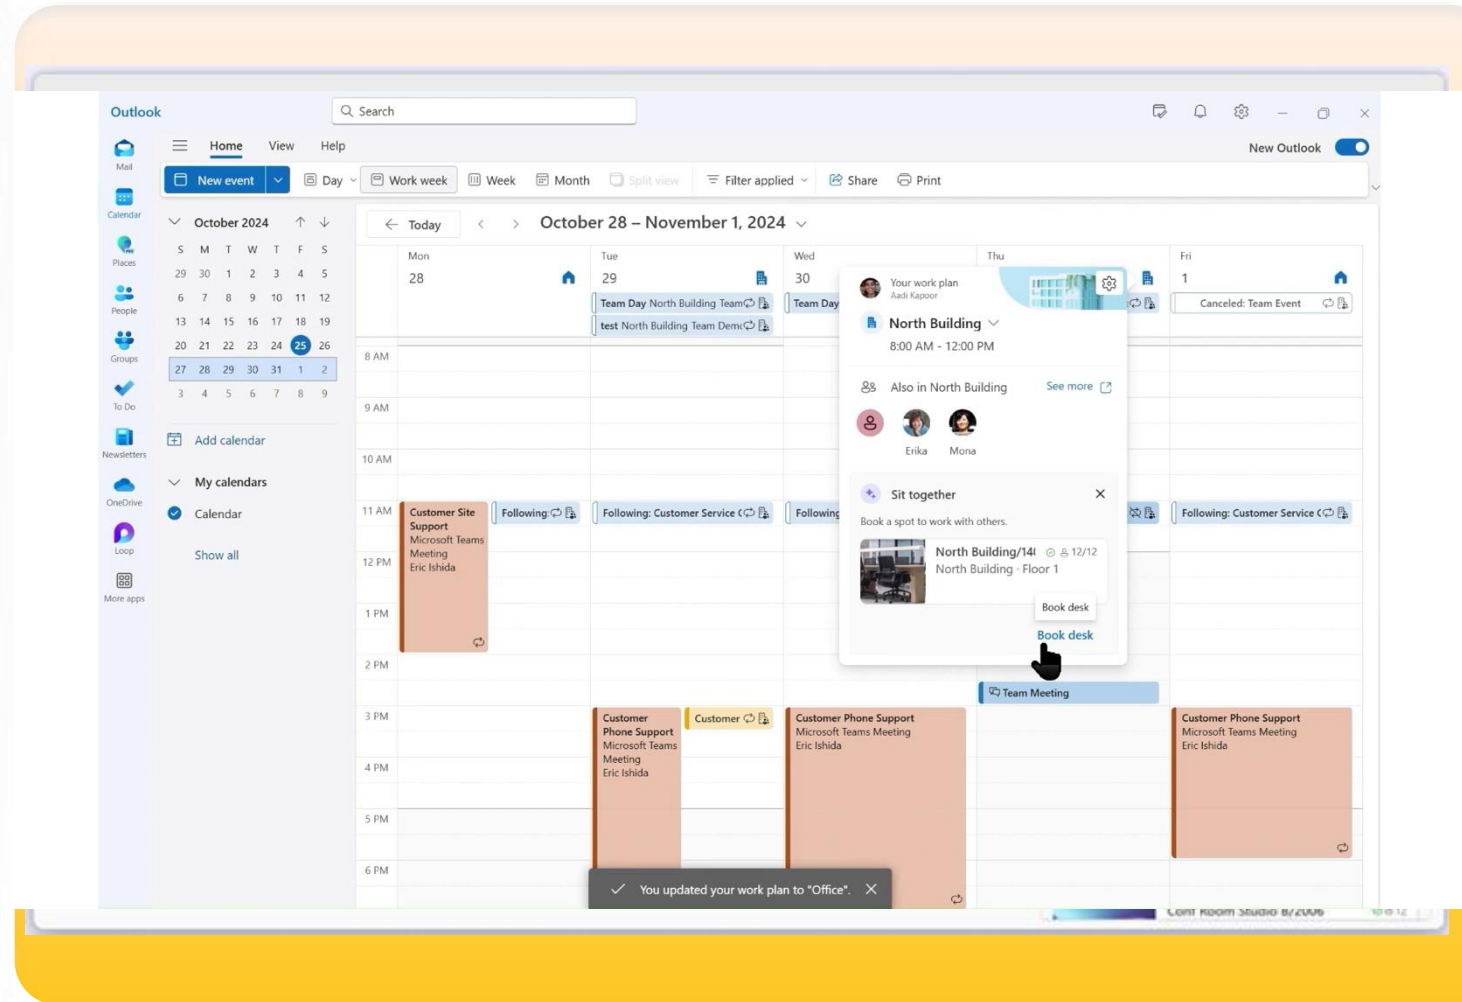 Outlook
Search
Home View Help
New Outlook
New event Day Work week Week Month Split view Filter applied Share Print
Mail
Calendar
Places
People
Groups
To Do
Newsletters
OneDrive
Loop
More apps
October 2024
S M T W T F S
29 30 1 2 3 4 5
6 7 8 9 10 11 12
13 14 15 16 17 18 19
20 21 22 23 24 25 26
27 28 29 30 31 1 2
3 4 5 6 7 8 9
Add calendar
My calendars
Calendar
Show all
Today October 28 – November 1, 2024
Mon Tue Wed Thu Fri
28 29 30 1
Team Day North Building Team
test North Building Team Demo
Team Day
Canceled: Team Event
8 AM
9 AM
10 AM
11 AM
12 PM
1 PM
2 PM
3 PM
4 PM
5 PM
6 PM
Customer Site
Support
Microsoft Teams
Meeting
Eric Ishida
Following:
Following: Customer Service (
Following
Following: Customer Service (
Your work plan
Aadi Kapoor
North Building
8:00 AM - 12:00 PM
Also in North Building See more
Erika Mona
Sit together
Book a spot to work with others.
North Building/14 12/12
North Building · Floor 1
Book desk
Book desk
Team Meeting
Customer
Phone Support
Microsoft Teams
Meeting
Eric Ishida
Customer
Customer Phone Support
Microsoft Teams Meeting
Eric Ishida
Customer Phone Support
Microsoft Teams Meeting
Eric Ishida
You updated your work plan to "Office".
Conf Room Studio B/2006 12